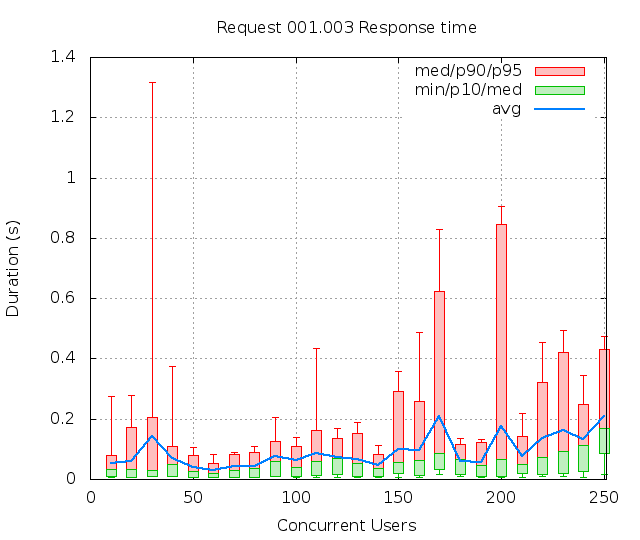 Request 001.003 Response time
med/p90/p95
min/p10/med
avg
Duration (s)
1.4
1.2
1
0.8
0.6
0.4
0.2
0
0 50 100 150 200 250
Concurrent Users